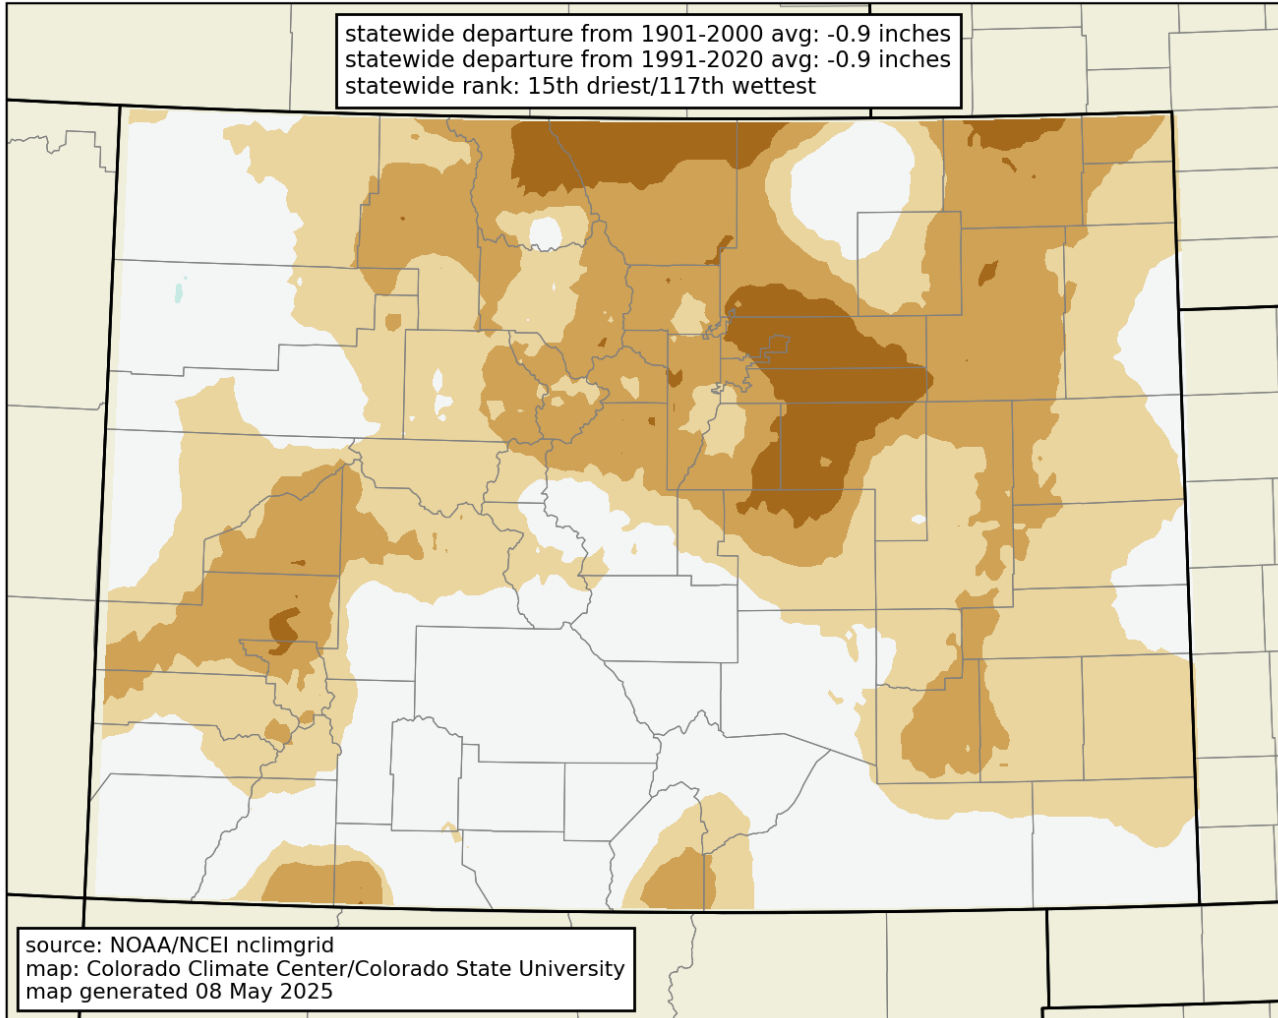 statewide departure from 1901-2000 avg: -0.9 inches
statewide departure from 1991-2020 avg: -0.9 inches
statewide rank: 15th driest/117th wettest
source: NOAA/NCEI nclimgrid
map: Colorado Climate Center/Colorado State University
map generated 08 May 2025